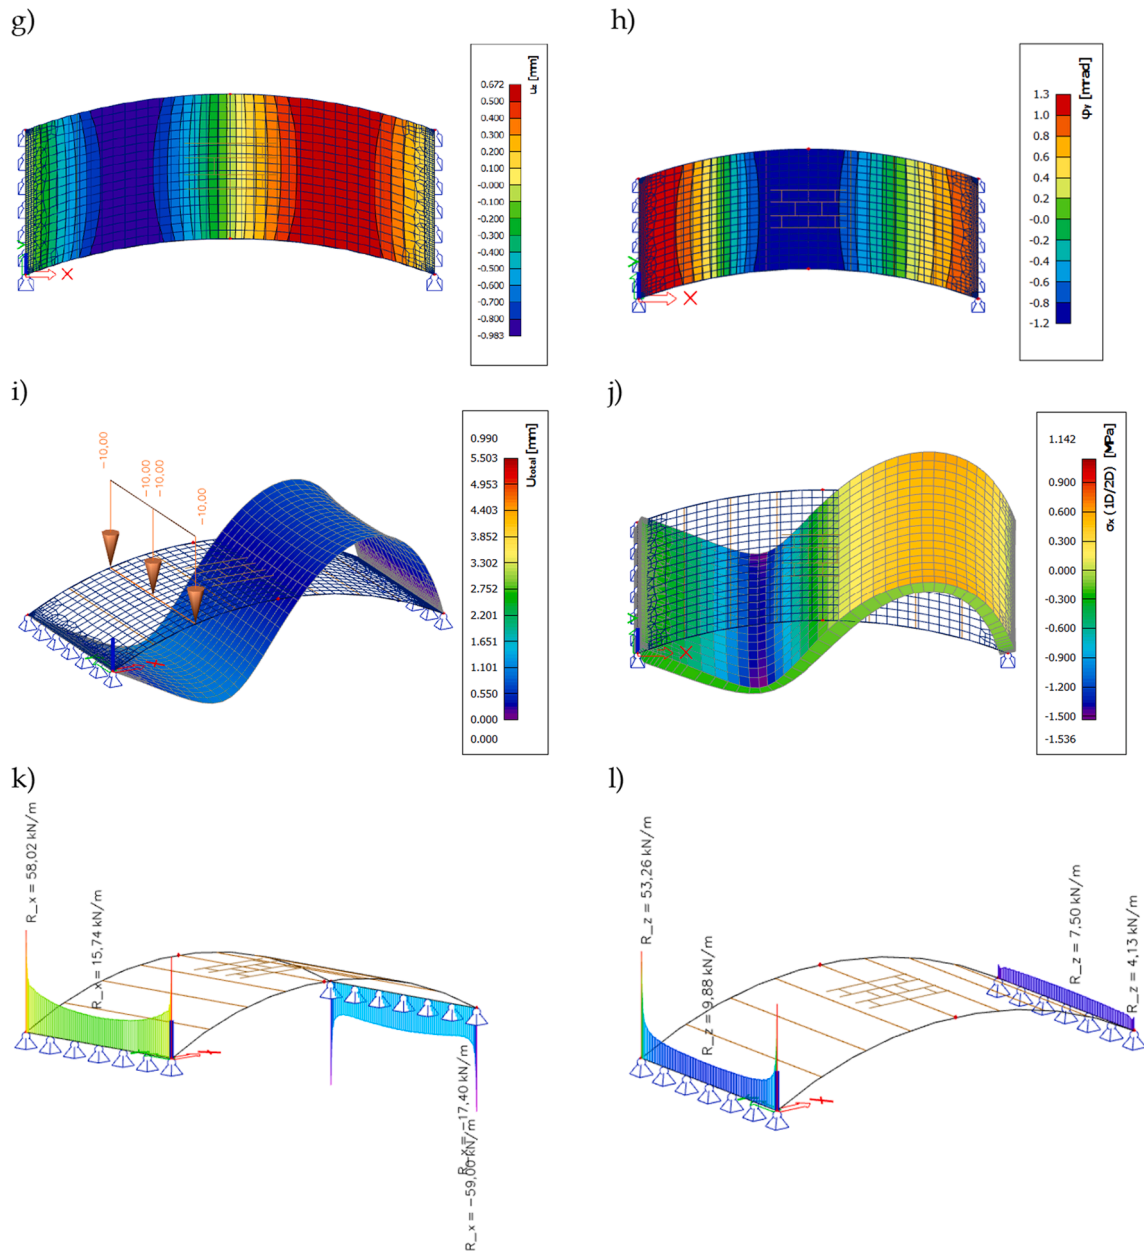 g)
0.672
0.500
0.400
0.300
0.200
0.100
-0.000
-0.100
-0.200
-0.300
-0.400
-0.500
-0.600
-0.700
-0.800
-0.983
u_z [mm]
X
h)
1.3
1.0
0.8
0.6
0.4
0.2
-0.0
-0.2
-0.4
-0.6
-0.8
-1.2
φy [mrad]
X
i)
-10,00
-10,00
-10,00
-10,00
0.990
5.503
4.953
4.403
3.852
3.302
2.752
2.201
1.651
1.101
0.550
0.000
0.000
Utotal [mm]
j)
1.142
0.900
0.600
0.300
0.000
-0.300
-0.600
-0.900
-1.200
-1.500
-1.536
σx (1D/2D) [MPa]
X
k)
R_x = 58,02 kN/m
R_x = 15,74 kN/m
R_x = -17,40 kN/m
R_x = -59,00 kN/m
l)
R_z = 53,26 kN/m
R_z = 9,88 kN/m
R_z = 7,50 kN/m
R_z = 4,13 kN/m